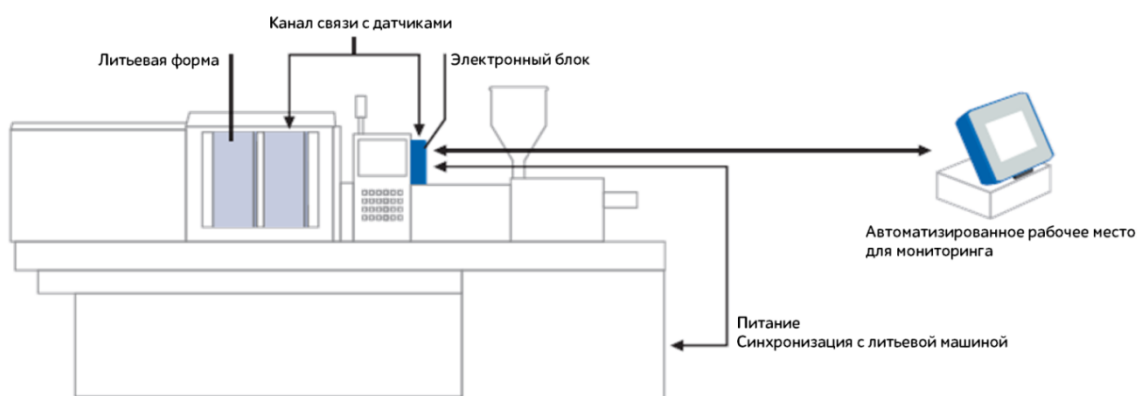 Канал связи с датчиками
Литьевая форма
Электронный блок
Автоматизированное рабочее место
для мониторинга
Питание
Синхронизация с литьевой машиной